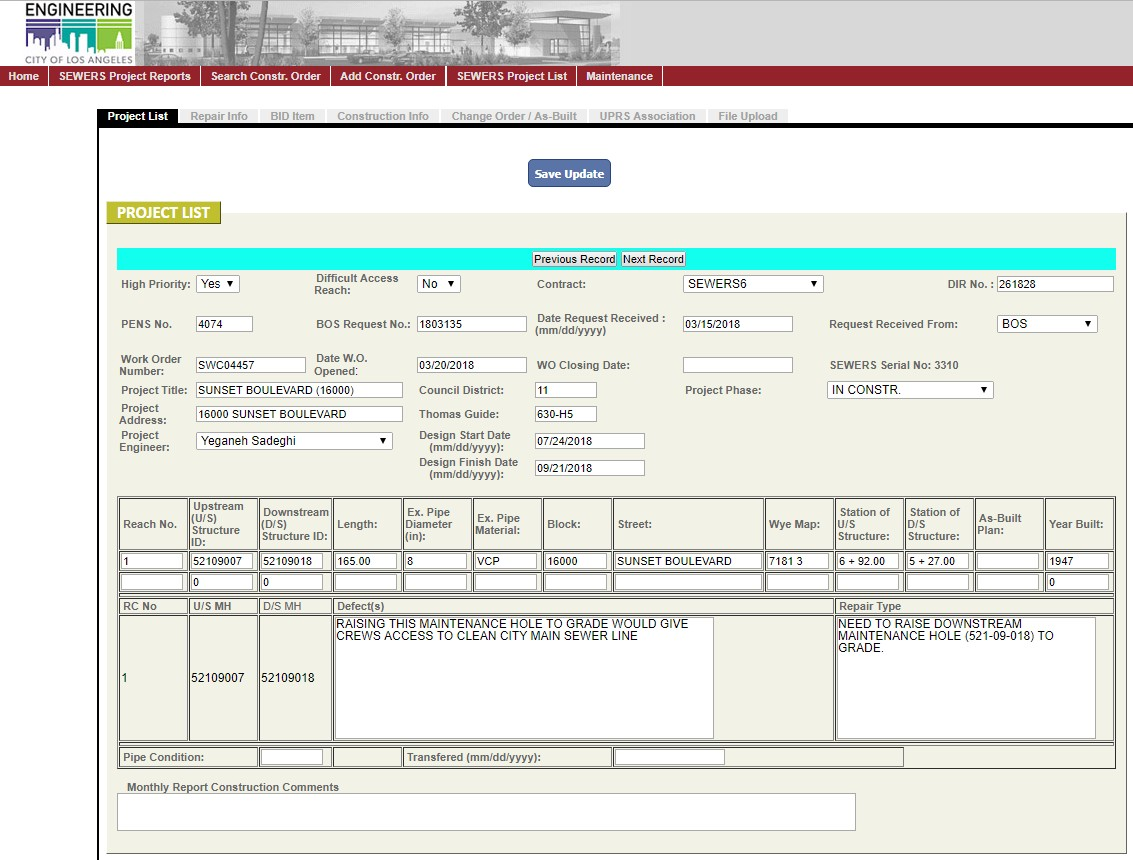 ENGINEERING
CITY OF LOS ANGELES
Home SEWERS Project Reports Search Constr. Order Add Constr. Order SEWERS Project List Maintenance
Project List Repair Info BID Item Construction Info Change Order / As-Built UPRS Association File Upload
Save Update
PROJECT LIST
Previous Record Next Record
High Priority: Yes Difficult Access Reach: No Contract: SEWERS6 DIR No. : 261828
PENS No. 4074 BOS Request No.: 1803135 Date Request Received : (mm/dd/yyyy) 03/15/2018 Request Received From: BOS
Work Order Number: SWC04457 Date W.O. Opened: 03/20/2018 WO Closing Date: SEWERS Serial No: 3310
Project Title: SUNSET BOULEVARD (16000) Council District: 11 Project Phase: IN CONSTR.
Project Address: 16000 SUNSET BOULEVARD Thomas Guide: 630-H5
Project Engineer: Yeganeh Sadeghi Design Start Date (mm/dd/yyyy): 07/24/2018
Design Finish Date (mm/dd/yyyy): 09/21/2018
Reach No. Upstream (U/S) Structure ID: Downstream (D/S) Structure ID: Length: Ex. Pipe Diameter (in): Ex. Pipe Material: Block: Street: Wye Map: Station of U/S Structure: Station of D/S Structure: As-Built Plan: Year Built:
1 52109007 52109018 165.00 8 VCP 16000 SUNSET BOULEVARD 7181 3 6 + 92.00 5 + 27.00 1947
0 0 0
RC No U/S MH D/S MH Defect(s) Repair Type
RAISING THIS MAINTENANCE HOLE TO GRADE WOULD GIVE
CREWS ACCESS TO CLEAN CITY MAIN SEWER LINE
NEED TO RAISE DOWNSTREAM
MAINTENANCE HOLE (521-09-018) TO
GRADE.
1 52109007 52109018
Pipe Condition: Transfered (mm/dd/yyyy):
Monthly Report Construction Comments